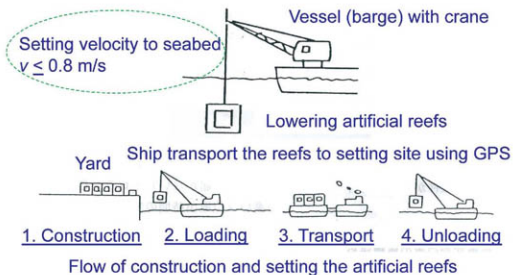 Vessel (barge) with crane
Setting velocity to seabed
v ≤ 0.8 m/s
Lowering artificial reefs
Ship transport the reefs to setting site using GPS
Yard
1. Construction 2. Loading 3. Transport 4. Unloading
Flow of construction and setting the artificial reefs